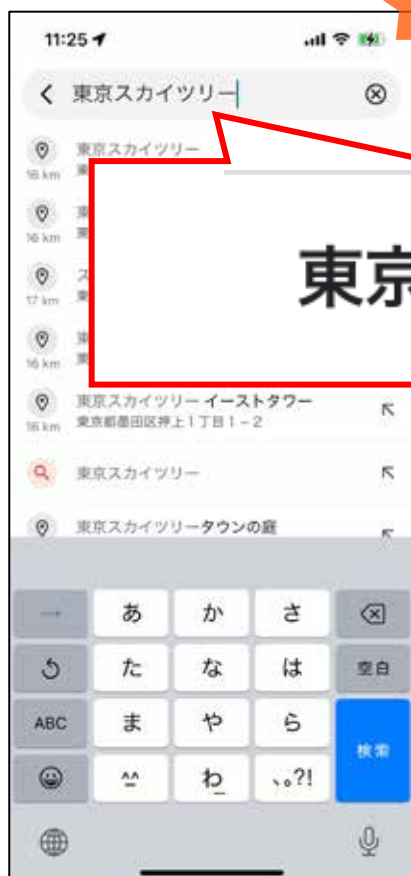 11:25
東京スカイツリー
東京スカイツリー
16 km
東京
16 km
17 km
16 km
東京スカイツリー イーストタワー
16 km 東京都墨田区押上1丁目1-2
東京スカイツリー
東京スカイツリータウンの庭
→ あ か さ
た な は 空白
ABC ま や ら
^^ わ 、。?! 検索